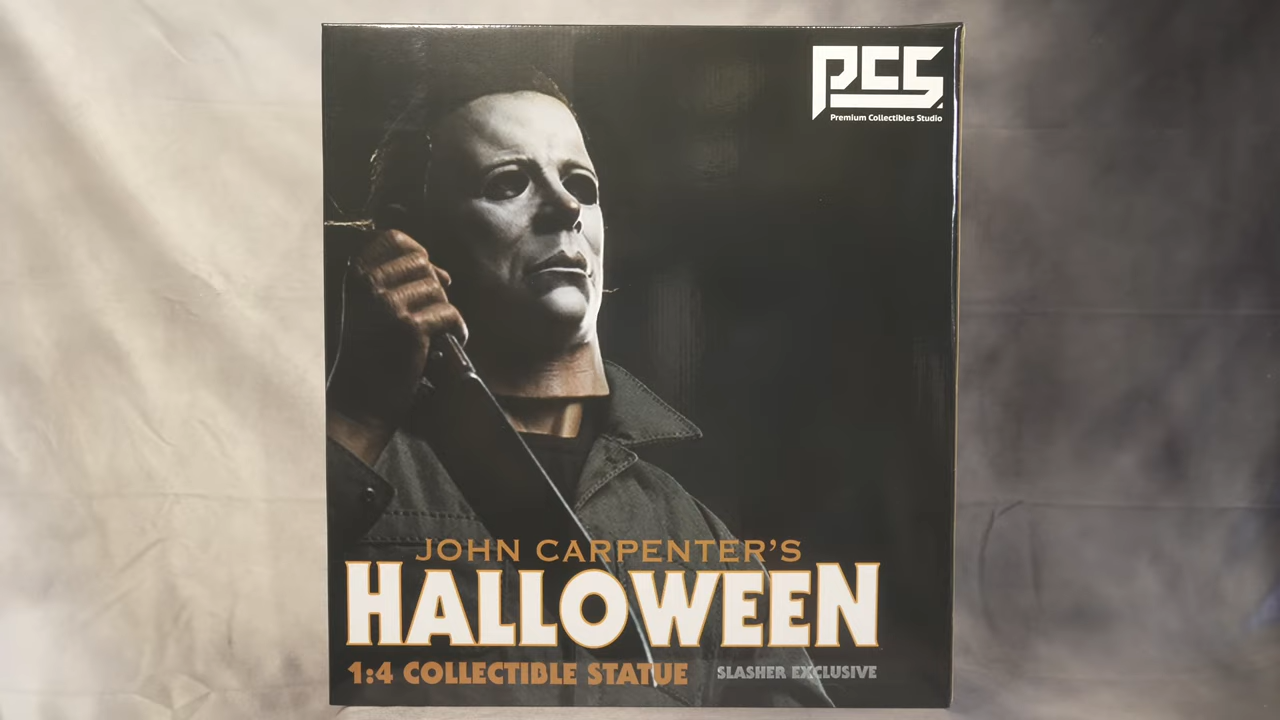 PCS
Premium Collectibles Studio
JOHN CARPENTER'S
HALLOWEEN
1:4 COLLECTIBLE STATUE SLASHER EXCLUSIVE